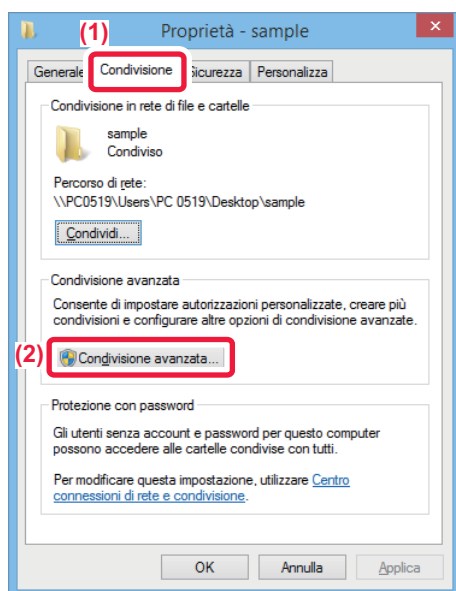 (1)
Proprietà - sample
Generale Condivisione Sicurezza Personalizza
Condivisione in rete di file e cartelle
sample
Condiviso
Percorso di rete:
\\PC0519\Users\PC 0519\Desktop\sample
Condividi...
Condivisione avanzata
Consente di impostare autorizzazioni personalizzate, creare più
condivisioni e configurare altre opzioni di condivisione avanzate.
(2)
Condivisione avanzata...
Protezione con password
Gli utenti senza account e password per questo computer
possono accedere alle cartelle condivise con tutti.
Per modificare questa impostazione, utilizzare Centro
connessioni di rete e condivisione.
OK Annulla Applica